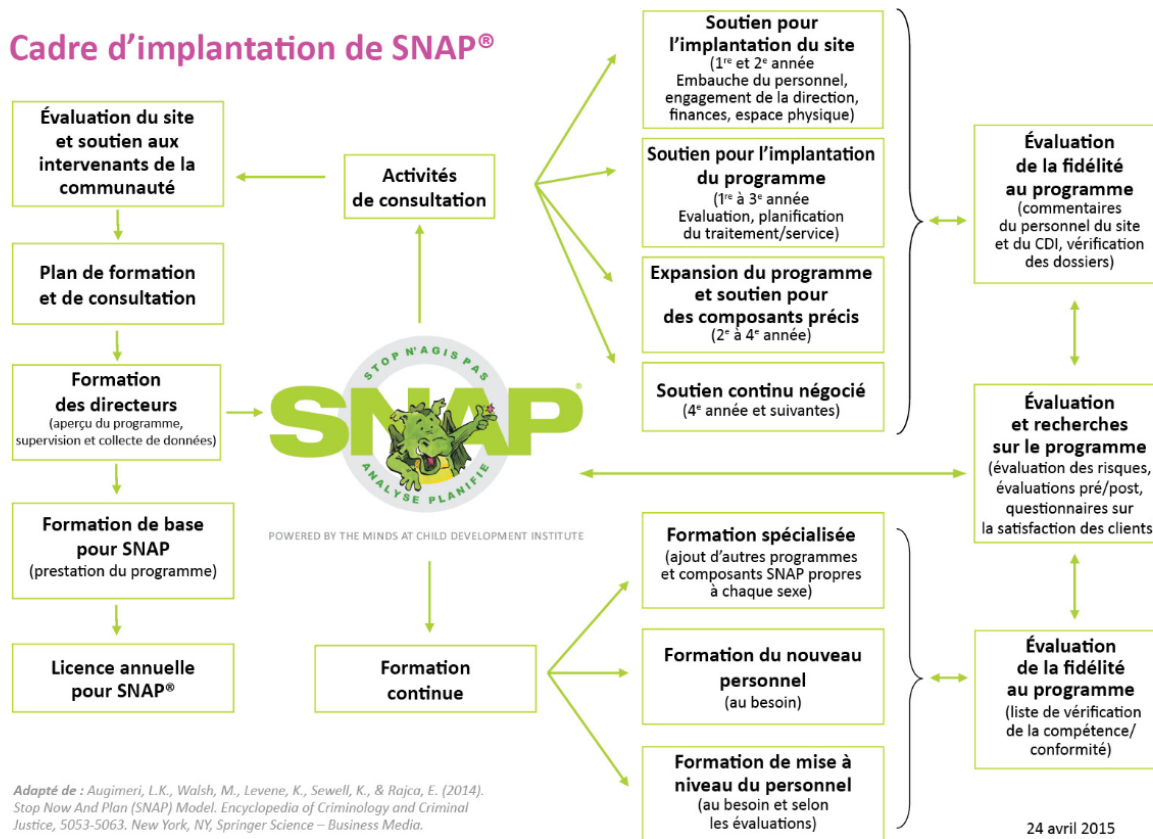 Cadre d'implantation de SNAP®
Évaluation du site
et soutien aux
intervenants de la
communauté
Plan de formation
et de consultation
Formation
des directeurs
(aperçu du programme,
supervision et collecte de données)
Formation de base
pour SNAP
(prestation du programme)
Licence annuelle
pour SNAP®
Activités
de consultation
STOP N'AGIS PAS
SNAP®
ANALYSE PLANIFIE
POWERED BY THE MINDS AT CHILD DEVELOPMENT INSTITUTE
Formation
continue
Soutien pour
l'implantation du site
(1re et 2e année
Embauche du personnel,
engagement de la direction,
finances, espace physique)
Soutien pour l'implantation
du programme
(1re à 3e année
Evaluation, planification
du traitement/service)
Expansion du programme
et soutien pour
des composants précis
(2e à 4e année)
Soutien continu négocié
(4e année et suivantes)
Formation spécialisée
(ajout d'autres programmes
et composants SNAP propres
à chaque sexe)
Formation du nouveau
personnel
(au besoin)
Formation de mise à
niveau du personnel
(au besoin et selon
les évaluations)
Évaluation
de la fidélité
au programme
(commentaires
du personnel du site
et du CDI, vérification
des dossiers)
Évaluation
et recherches
sur le programme
(évaluation des risques,
évaluations pré/post,
questionnaires sur
la satisfaction des clients)
Évaluation
de la fidélité
au programme
(liste de vérification
de la compétence/
conformité)
Adapté de : Augimeri, L.K., Walsh, M., Levene, K., Sewell, K., & Rajca, E. (2014).
Stop Now And Plan (SNAP) Model. Encyclopedia of Criminology and Criminal
Justice, 5053-5063. New York, NY, Springer Science – Business Media.
24 avril 2015